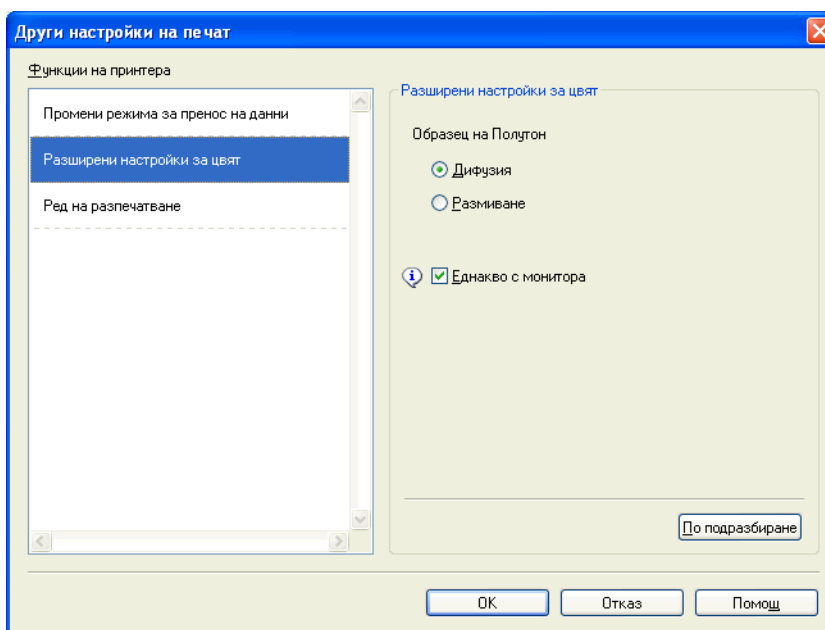 Други настройки на печат
Функции на принтера
Промени режима за пренос на данни
Разширени настройки за цвят
Ред на разпечатване
Разширени настройки за цвят
Образец на Полутон
Дифузия
Размиване
Еднакво с монитора
По подразбиране
OK
Отказ
Помощ